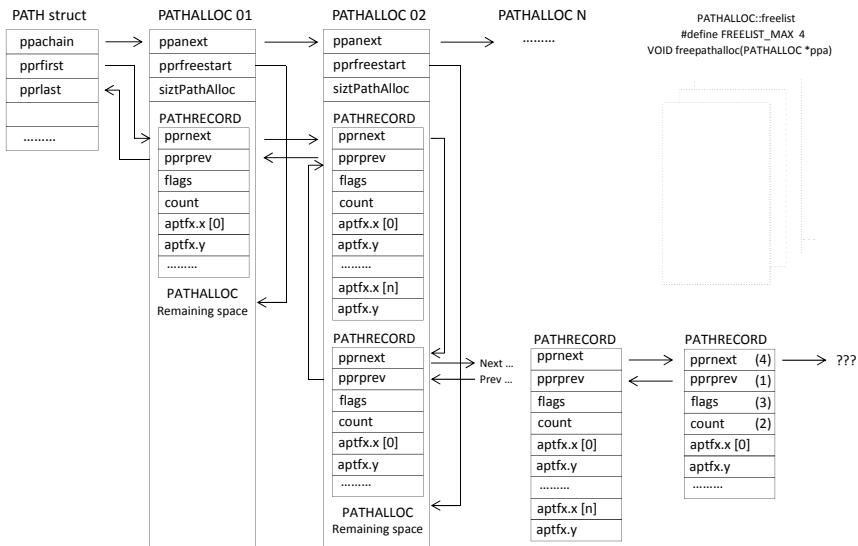 PATH struct
ppachain
pprfirst
pprlast
.........
PATHALLOC 01
ppanext
pprfreestart
siztPathAlloc
PATHRECORD
pprnext
pprprev
flags
count
aptfx.x [0]
aptfx.y
.........
PATHALLOC
Remaining space
PATHALLOC 02
ppanext
pprfreestart
siztPathAlloc
PATHRECORD
pprnext
pprprev
flags
count
aptfx.x [0]
aptfx.y
.........
aptfx.x [n]
aptfx.y
PATHRECORD
pprnext
pprprev
flags
count
aptfx.x [0]
aptfx.y
.........
PATHALLOC
Remaining space
PATHALLOC N
.........
PATHALLOC::freelist
#define FREELIST_MAX 4
VOID freepathalloc(PATHALLOC *ppa)
Next ...
Prev ...
PATHRECORD
pprnext
pprprev
flags
count
aptfx.x [0]
aptfx.y
.........
aptfx.x [n]
aptfx.y
PATHRECORD
pprnext (4)
pprprev (1)
flags (3)
count (2)
aptfx.x [0]
aptfx.y
.........
???